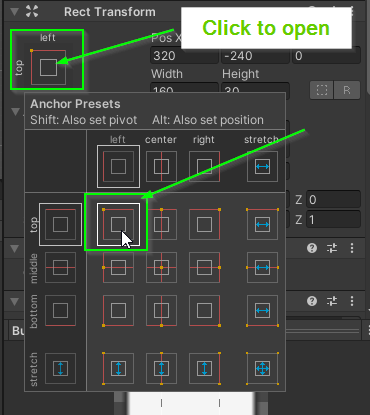 Rect Transform
Click to open
left
top
Pos X
320
-240
0
Width
Height
160
30
R
Anchor Presets
Shift: Also set pivot
Alt: Also set position
left
center
right
stretch
top
middle
bottom
stretch
Z
0
Z
1
Bu